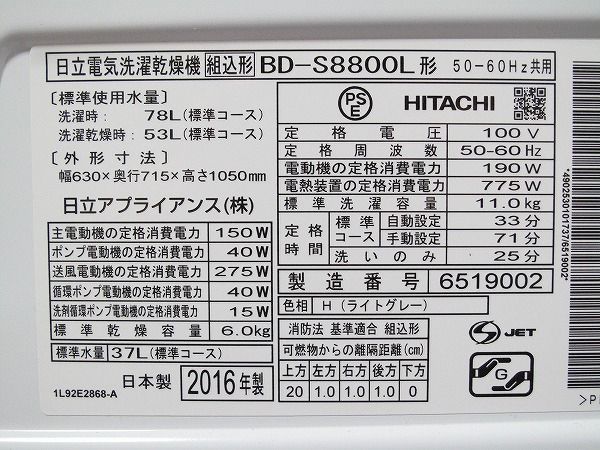 日立電気洗濯乾燥機 組込形 BD-S8800L 形 50-60Hz共用
〔標準使用水量〕
洗濯時： 78L(標準コース)
洗濯乾燥時： 53L(標準コース)
〔外形寸法〕
幅630×奥行715×高さ1050mm
日立アプライアンス(株)
主電動機の定格消費電力 150W
ポンプ電動機の定格消費電力 40W
送風電動機の定格消費電力 275W
循環ポンプ電動機の定格消費電力 40W
洗剤循環ポンプ電動機の定格消費電力 15W
標準乾燥容量 6.0kg
標準水量 37L(標準コース)
日本製 2016年製
1L92E2868-A
PSE HITACHI
定格電圧 100V
定格周波数 50-60Hz
電動機の定格消費電力 190W
電熱装置の定格消費電力 775W
標準洗濯容量 11.0kg
定格時間 標準コース 自動設定 33分
手動設定 71分
洗いのみ 25分
製造番号 6519002
色相 H（ライトグレー）
消防法 基準適合 組込形
可燃物からの離隔距離(cm)
上方 左方 右方 後方 下方
20 1.0 1.0 1.0 0
S JET
G
*4902530101737/6519002*
>P